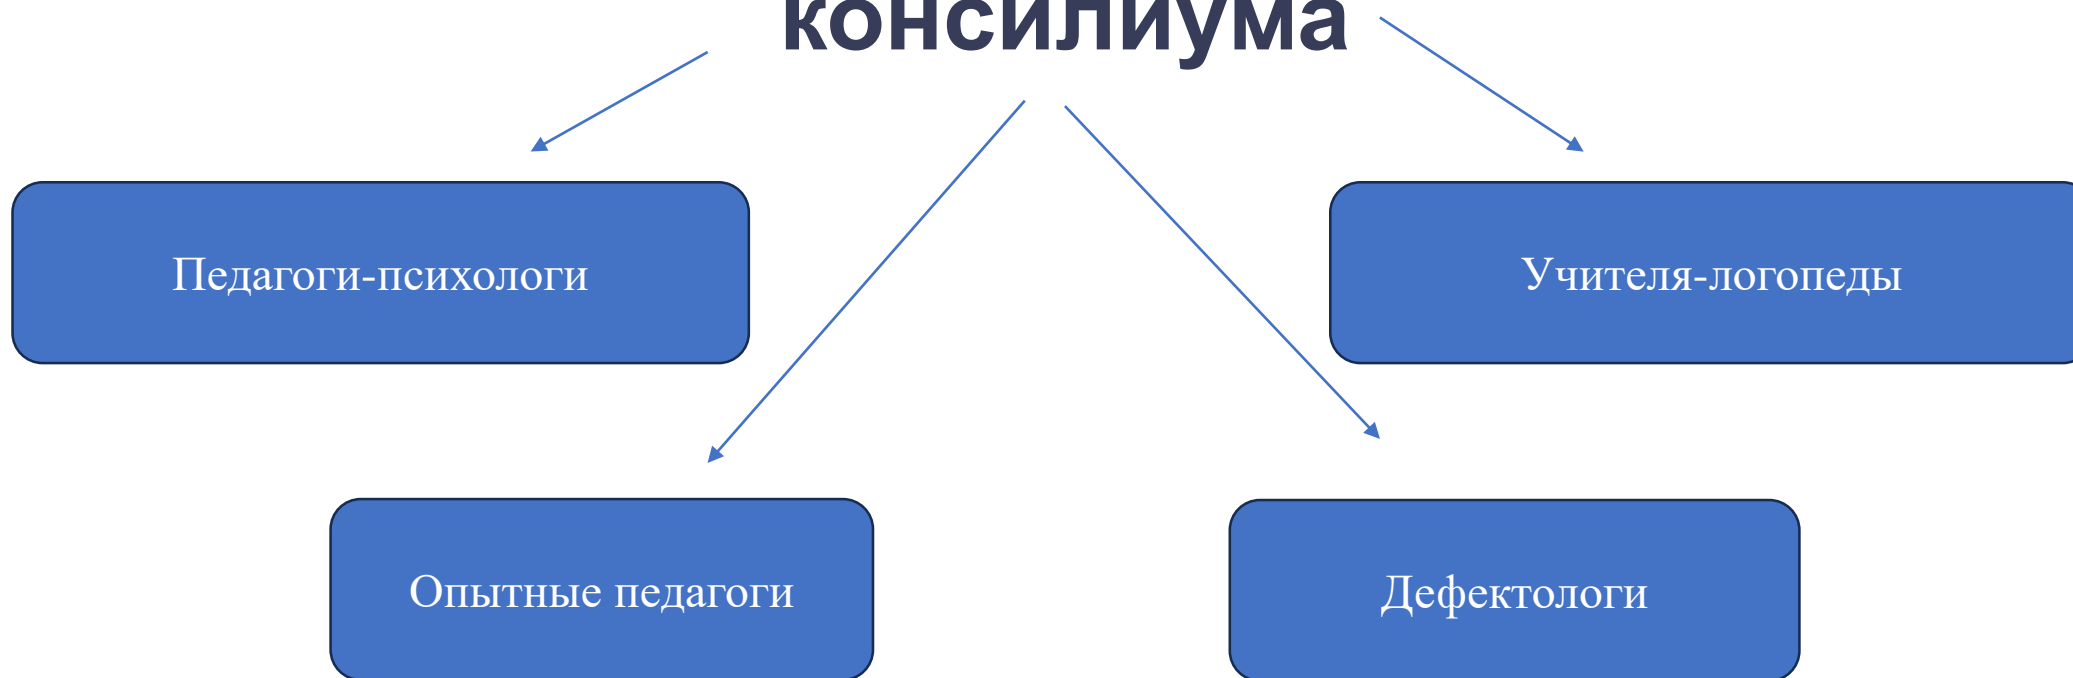 консилиума
Педагоги-психологи
Учителя-логопеды
Опытные педагоги
Дефектологи